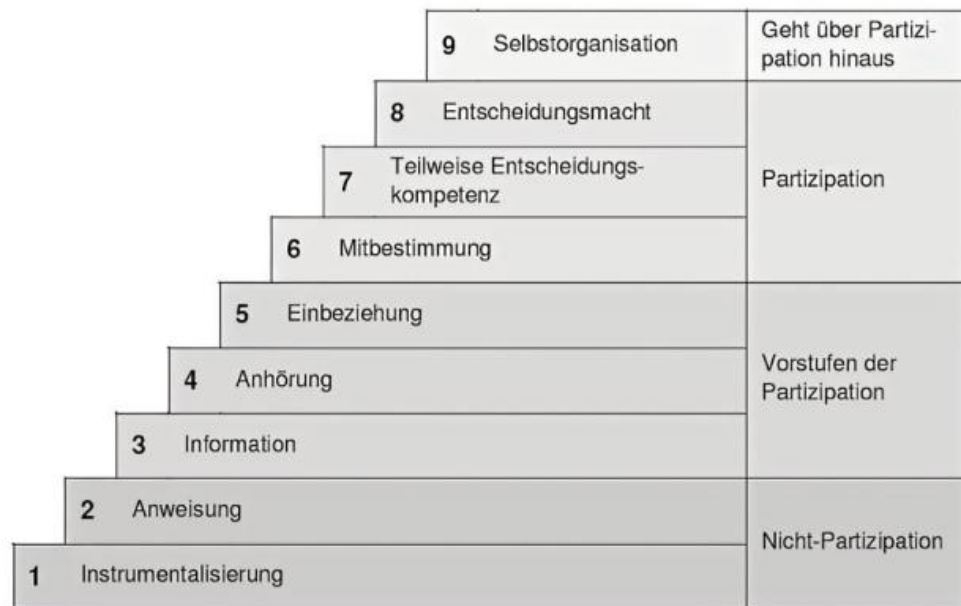 9 Selbstorganisation
Geht über Partizi-
pation hinaus
8 Entscheidungsmacht
7 Teilweise Entscheidungs-
kompetenz
Partizipation
6 Mitbestimmung
5 Einbeziehung
4 Anhörung
Vorstufen der
Partizipation
3 Information
2 Anweisung
Nicht-Partizipation
1 Instrumentalisierung